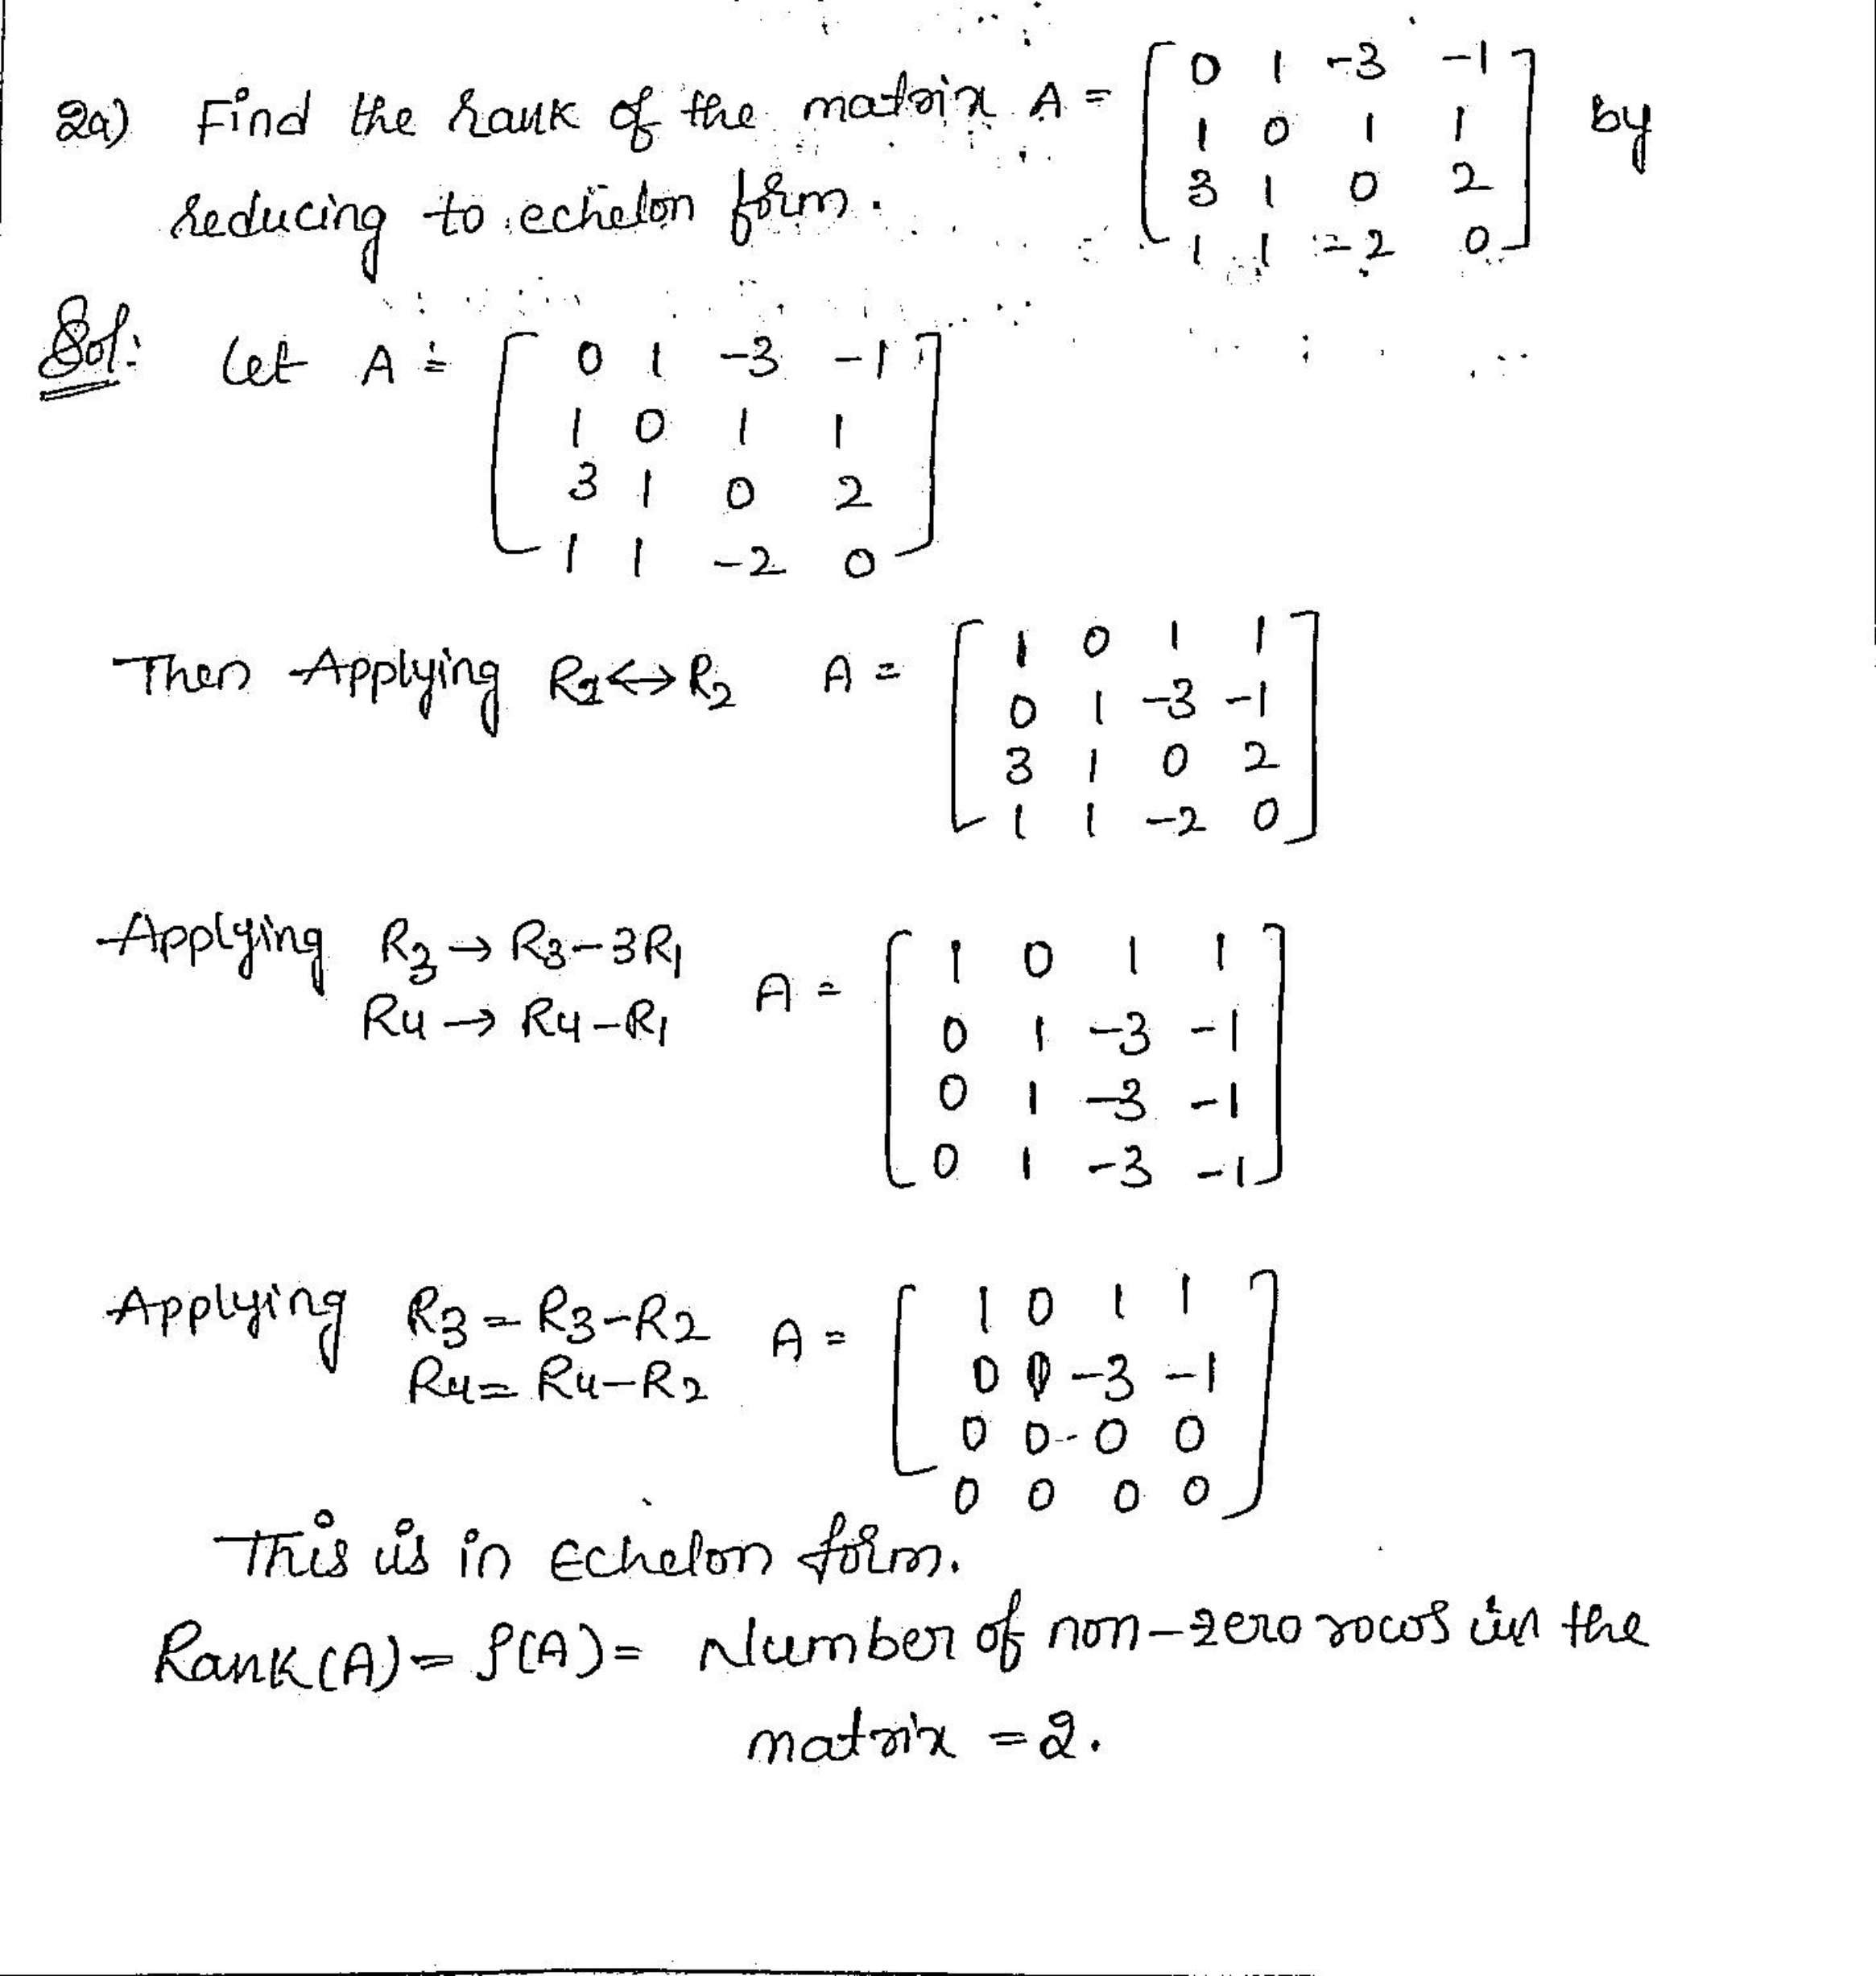 2a) Find the rank of the matrix A = [ 0 1 -3 -1
1 0 1 1
3 1 0 2
1 1 -2 0 ] by
reducing to echelon form.
Sol: Let A = [ 0 1 -3 -1
1 0 1 1
3 1 0 2
1 1 -2 0 ]
Then Applying R2 ↔ R2 A = [ 1 0 1 1
0 1 -3 -1
3 1 0 2
1 1 -2 0 ]
Applying R3 → R3-3R1
R4 → R4-R1
A = [ 1 0 1 1
0 1 -3 -1
0 1 -3 -1
0 1 -3 -1 ]
Applying R3 = R3-R2
R4 = R4-R2
A = [ 1 0 1 1
0 1 -3 -1
0 0 0 0
0 0 0 0 ]
This is in Echelon form.
Rank(A) = ρ(A) = Number of non-zero rows in the
matrix = 2.